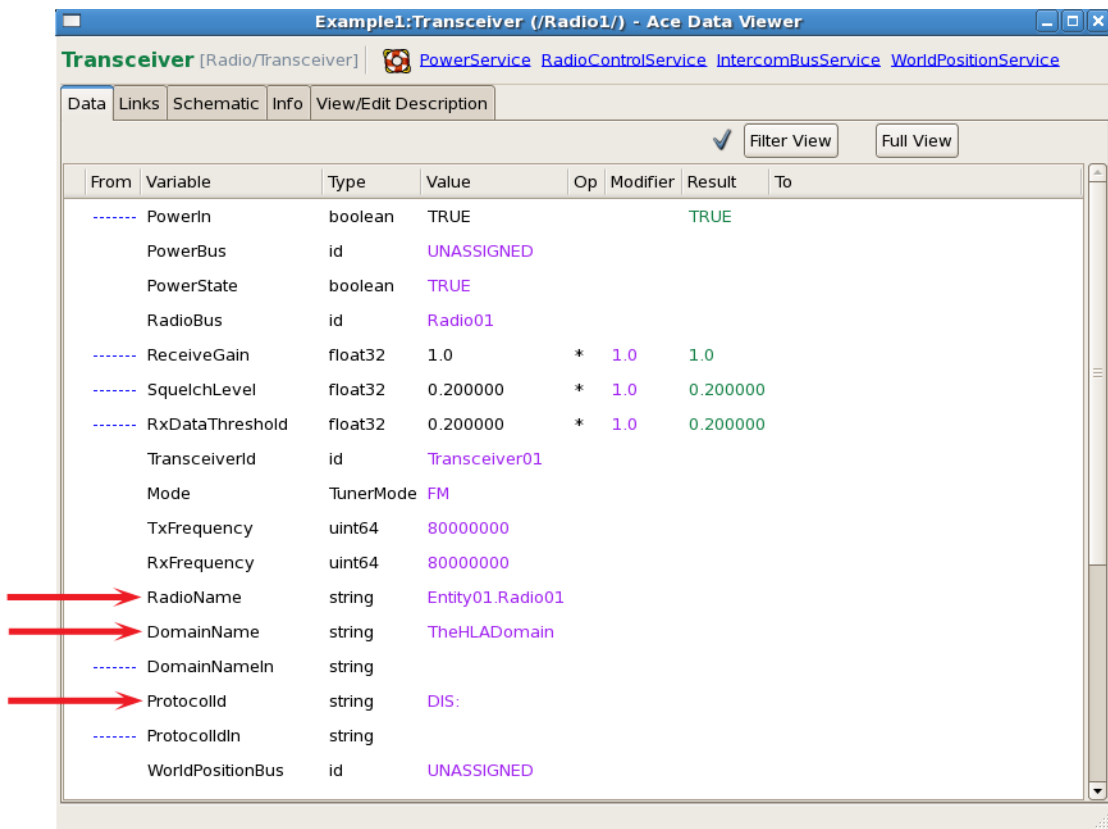 Example1:Transceiver (/Radio1/) - Ace Data Viewer
Transceiver [Radio/Transceiver] PowerService RadioControlService IntercomBusService WorldPositionService
Data Links Schematic Info View/Edit Description
Filter View Full View
From Variable Type Value Op Modifier Result To
------- PowerIn boolean TRUE TRUE
PowerBus id UNASSIGNED
PowerState boolean TRUE
RadioBus id Radio01
------- ReceiveGain float32 1.0 * 1.0 1.0
------- SquelchLevel float32 0.200000 * 1.0 0.200000
------- RxDataThreshold float32 0.200000 * 1.0 0.200000
TransceiverId id Transceiver01
Mode TunerMode FM
TxFrequency uint64 80000000
RxFrequency uint64 80000000
RadioName string Entity01.Radio01
DomainName string TheHLADomain
------- DomainNameIn string
ProtocolId string DIS:
------- ProtocolIdIn string
WorldPositionBus id UNASSIGNED